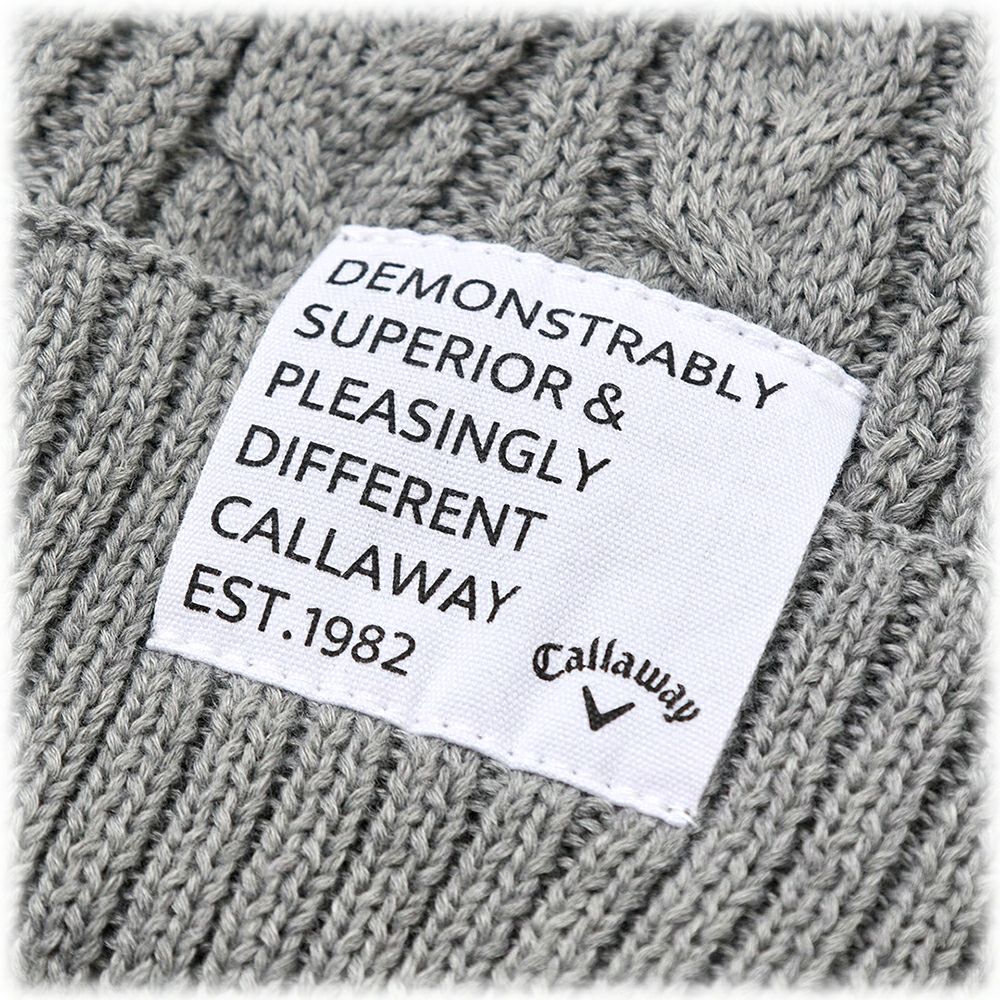 DEMONSTRABLY
SUPERIOR &
PLEASINGLY
DIFFERENT
CALLAWAY
EST.1982
Callaway